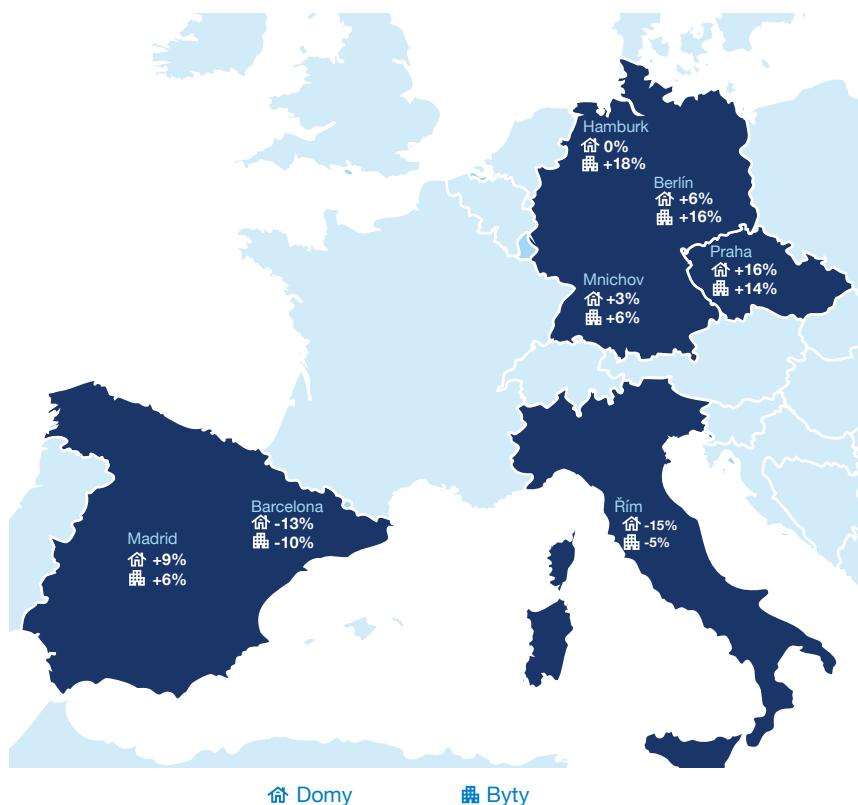 Hamburk
0%
+18%
Berlín
+6%
+16%
Praha
+16%
+14%
Mnichov
+3%
+6%
Barcelona
-13%
-10%
Madrid
+9%
+6%
Řím
-15%
-5%
Domy
Byty